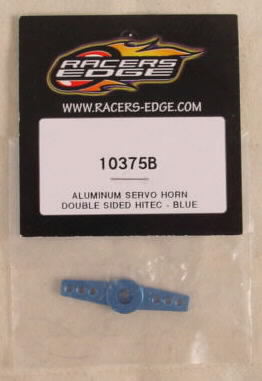 RACERS
EDGE
WWW.RACERS-EDGE.COM
10375B
ALUMINUM SERVO HORN
DOUBLE SIDED HITEC - BLUE